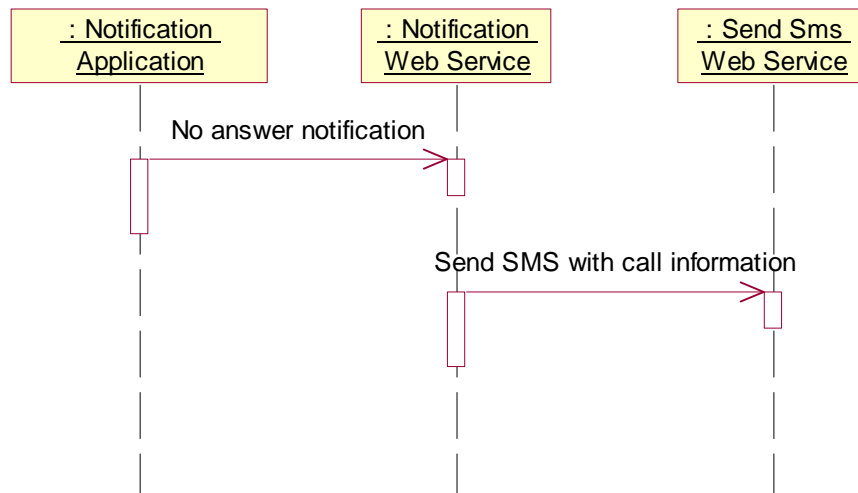 : Notification
Application
: Notification
Web Service
: Send Sms
Web Service
No answer notification
Send SMS with call information